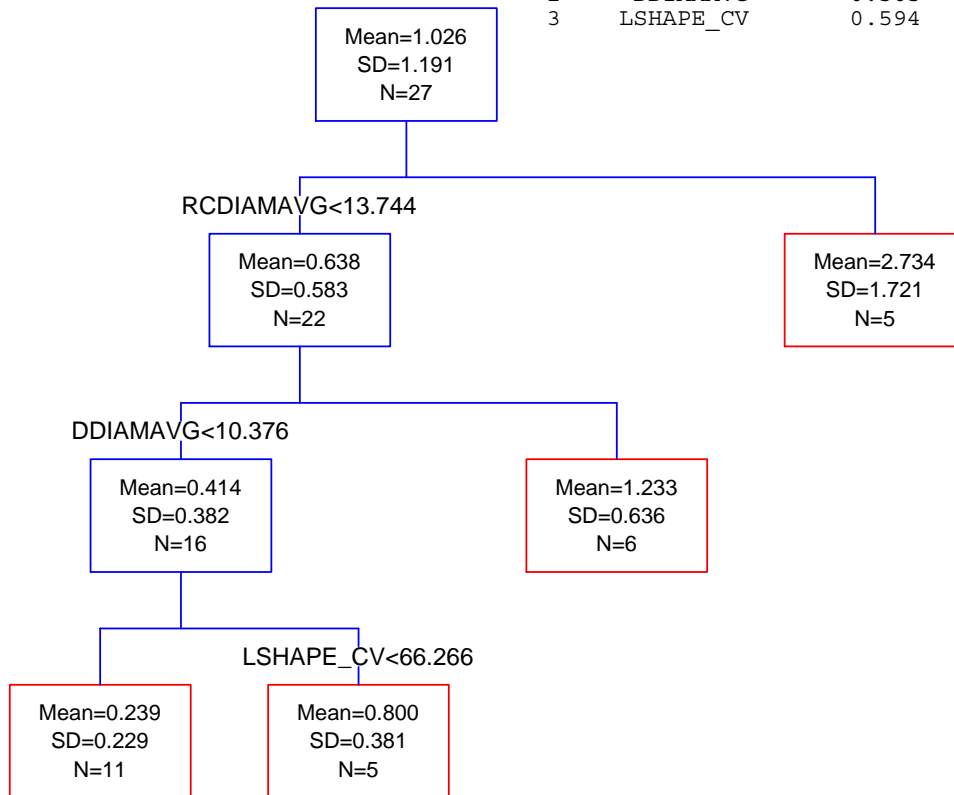 3 LSHAPE_CV 0.594
Mean=1.026
SD=1.191
N=27
RCDIAMAVG<13.744
Mean=0.638
SD=0.583
N=22
Mean=2.734
SD=1.721
N=5
DDIAMAVG<10.376
Mean=0.414
SD=0.382
N=16
Mean=1.233
SD=0.636
N=6
LSHAPE_CV<66.266
Mean=0.239
SD=0.229
N=11
Mean=0.800
SD=0.381
N=5